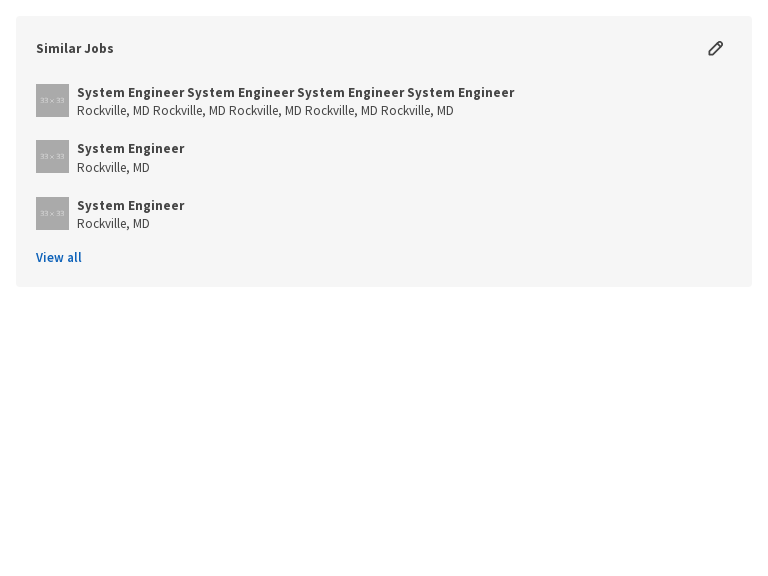 Similar Jobs
33 x 33
System Engineer System Engineer System Engineer System Engineer
Rockville, MD Rockville, MD Rockville, MD Rockville, MD Rockville, MD
33 x 33
System Engineer
Rockville, MD
33 x 33
System Engineer
Rockville, MD
View all